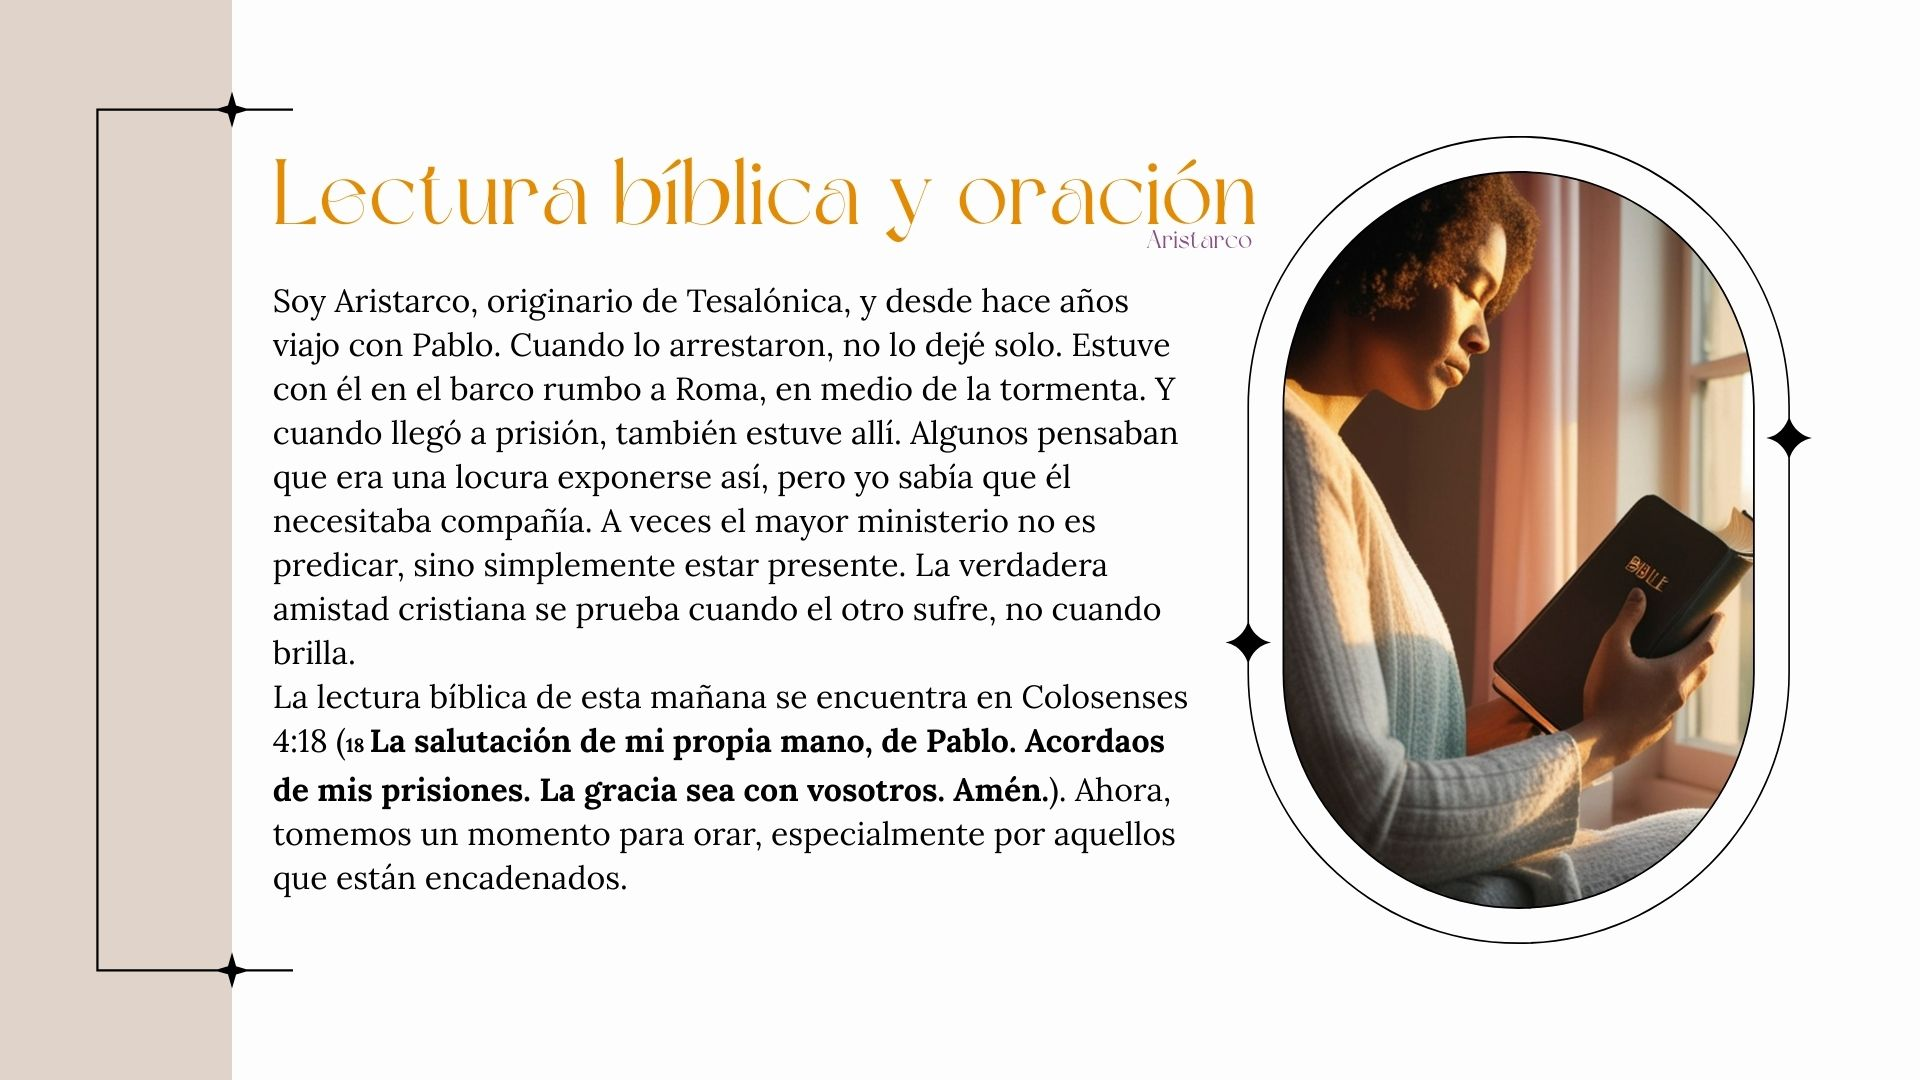 Lectura bíblica y oración
Aristarco
Soy Aristarco, originario de Tesalónica, y desde hace años
viajo con Pablo. Cuando lo arrestaron, no lo dejé solo. Estuve
con él en el barco rumbo a Roma, en medio de la tormenta. Y
cuando llegó a prisión, también estuve allí. Algunos pensaban
que era una locura exponerse así, pero yo sabía que él
necesitaba compañía. A veces el mayor ministerio no es
predicar, sino simplemente estar presente. La verdadera
amistad cristiana se prueba cuando el otro sufre, no cuando
brilla.
La lectura bíblica de esta mañana se encuentra en Colosenses
4:18 (18 La salutación de mi propia mano, de Pablo. Acordaos
de mis prisiones. La gracia sea con vosotros. Amén.). Ahora,
tomemos un momento para orar, especialmente por aquellos
que están encadenados.
BIBLE